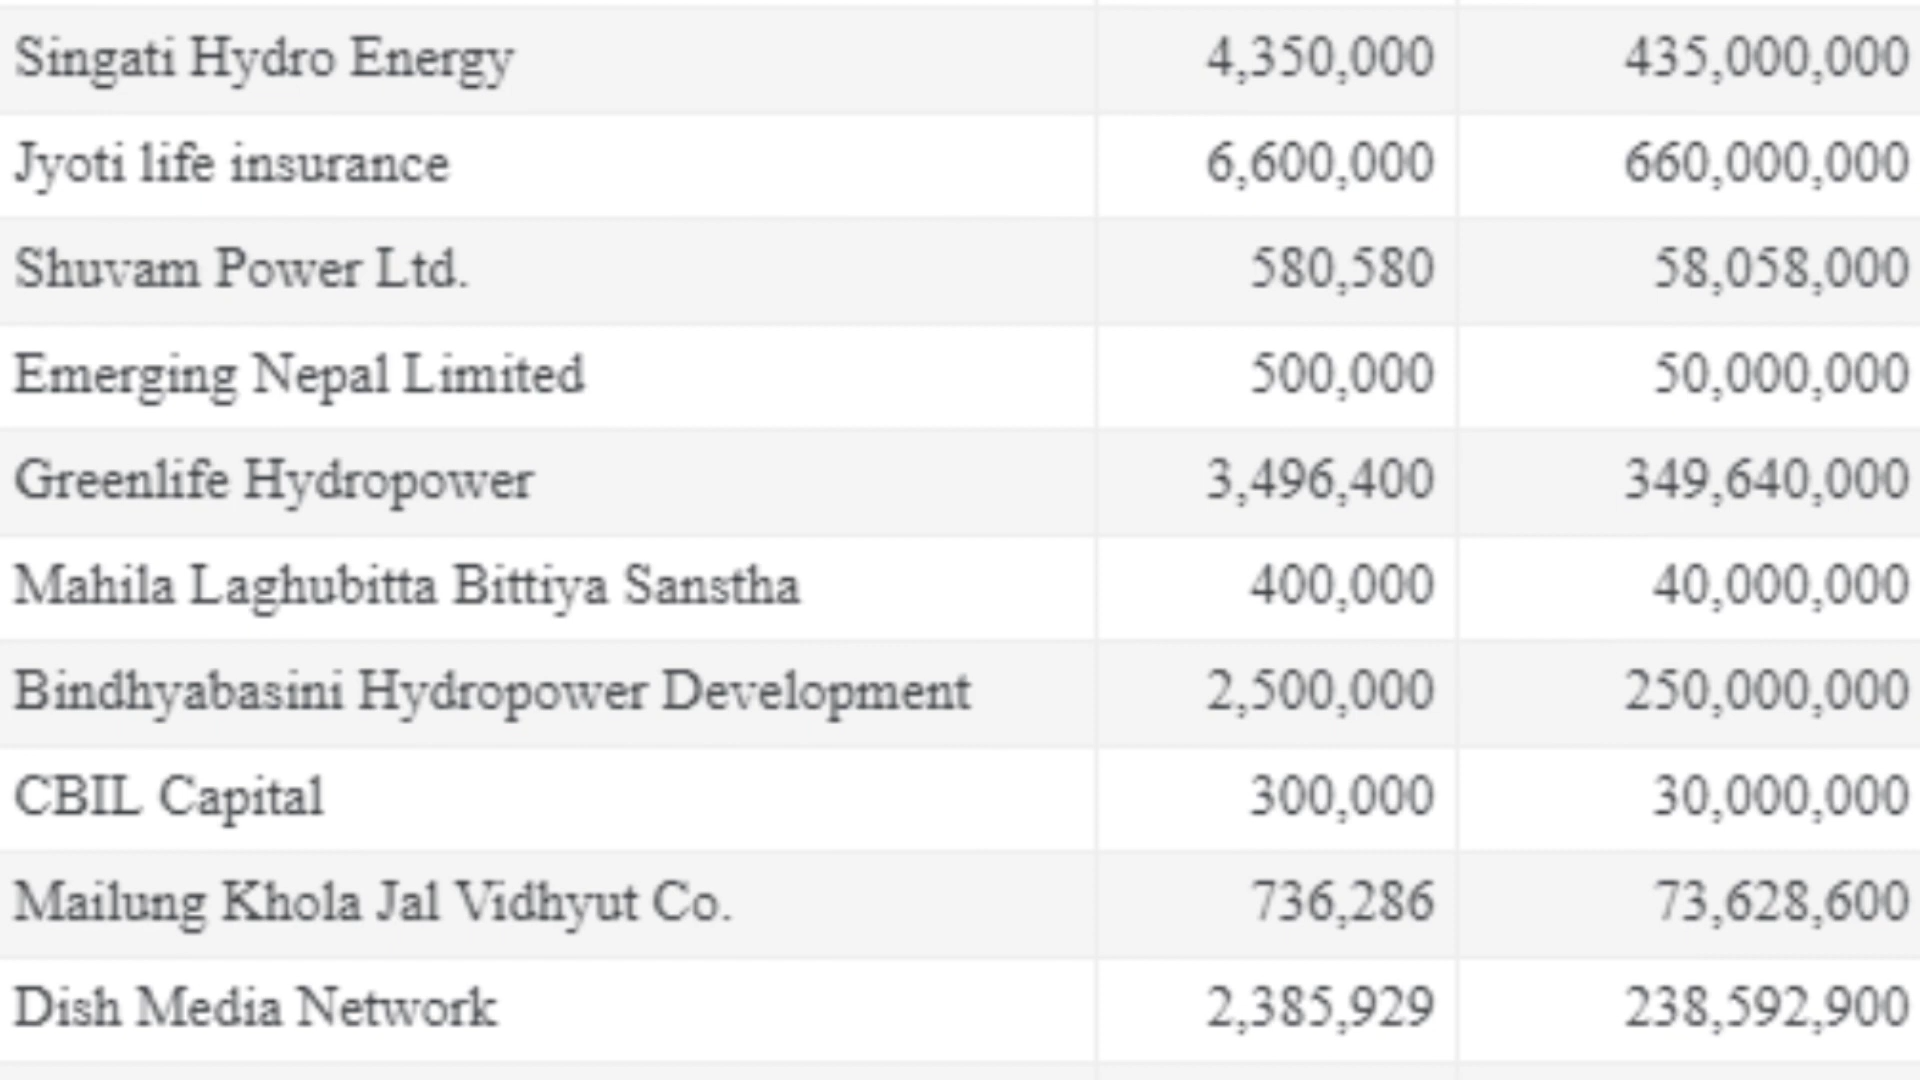 Singati Hydro Energy 4,350,000 435,000,000
Jyoti life insurance 6,600,000 660,000,000
Shuvam Power Ltd. 580,580 58,058,000
Emerging Nepal Limited 500,000 50,000,000
Greenlife Hydropower 3,496,400 349,640,000
Mahila Laghubitta Bittiya Sanstha 400,000 40,000,000
Bindhyabasini Hydropower Development 2,500,000 250,000,000
CBIL Capital 300,000 30,000,000
Mailung Khola Jal Vidhyut Co. 736,286 73,628,600
Dish Media Network 2,385,929 238,592,900